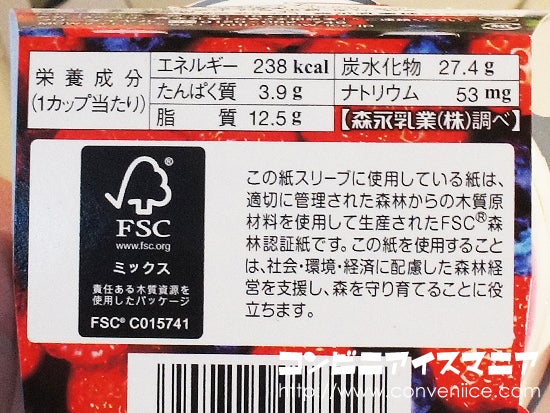 栄養成分
(1カップ当たり)
エネルギー 238 kcal 炭水化物 27.4 g
たんぱく質 3.9 g ナトリウム 53 mg
脂 質 12.5 g 【森永乳業(株)調べ】
FSC
www.fsc.org
ミックス
責任ある木質資源を
使用したパッケージ
FSC® C015741
この紙スリーブに使用している紙は、
適切に管理された森林からの木質原
材料を使用して生産されたFSC®森
林認証紙です。この紙を使用すること
は、社会・環境・経済に配慮した森林経
営を支援し、森を守り育てることに役
立ちます。
コンビニアイスマニア
http://www.conveniice.com/